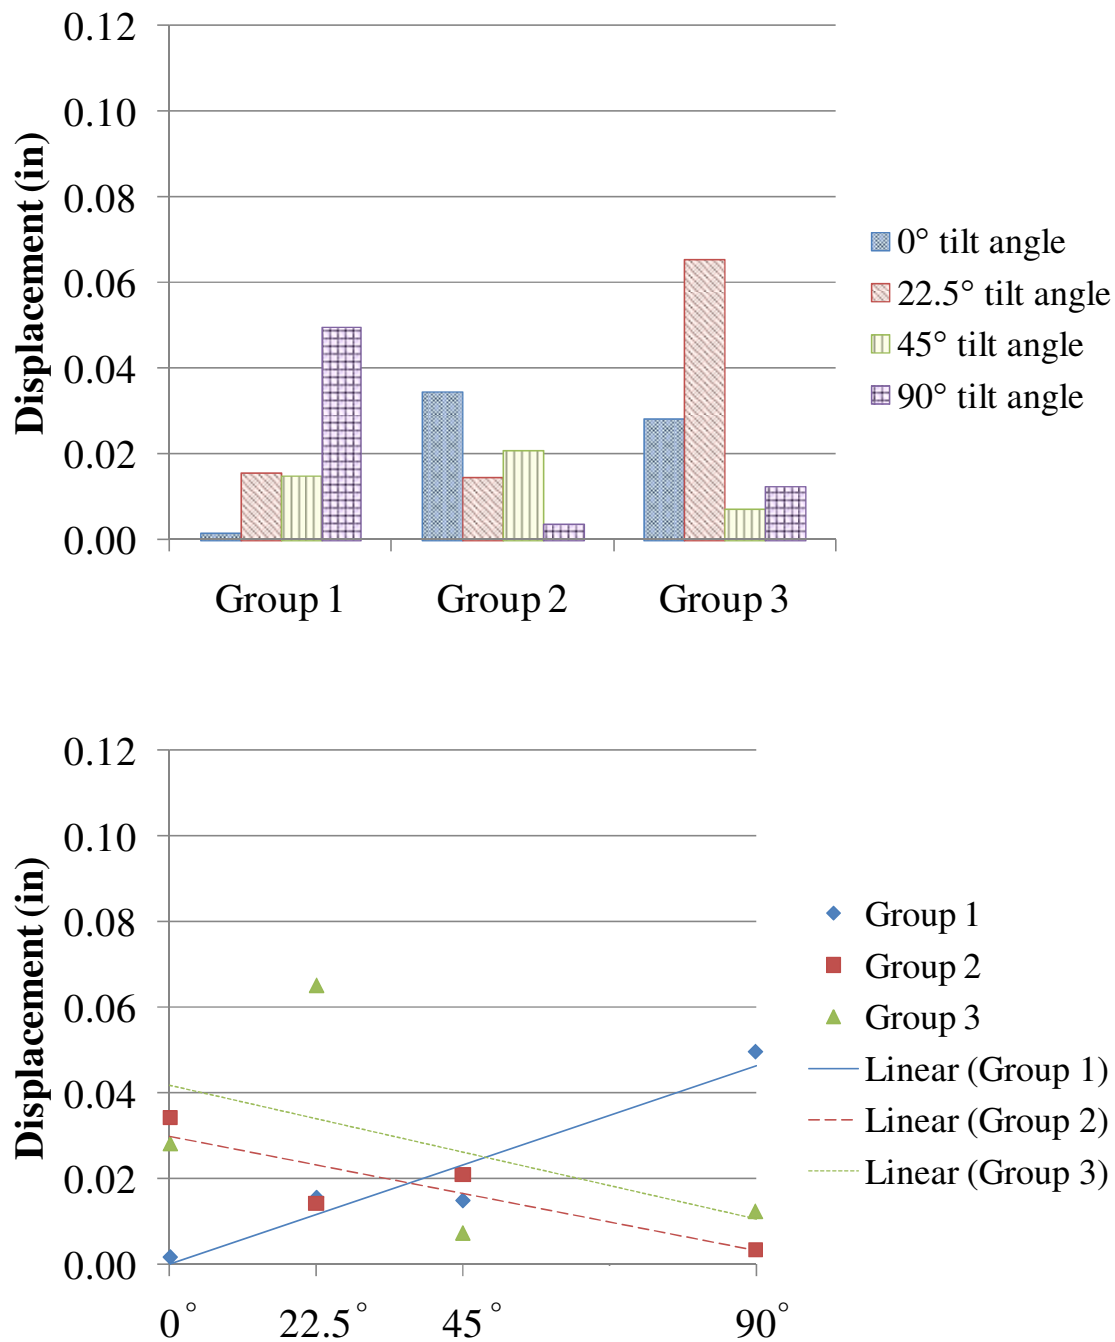 0.12
0.10
0.08
0.06
0.04
0.02
0.00
Displacement (in)
Group 1
Group 2
Group 3
0° tilt angle
22.5° tilt angle
45° tilt angle
90° tilt angle
0.12
0.10
0.08
0.06
0.04
0.02
0.00
Displacement (in)
0°
22.5°
45°
90°
Group 1
Group 2
Group 3
Linear (Group 1)
Linear (Group 2)
Linear (Group 3)